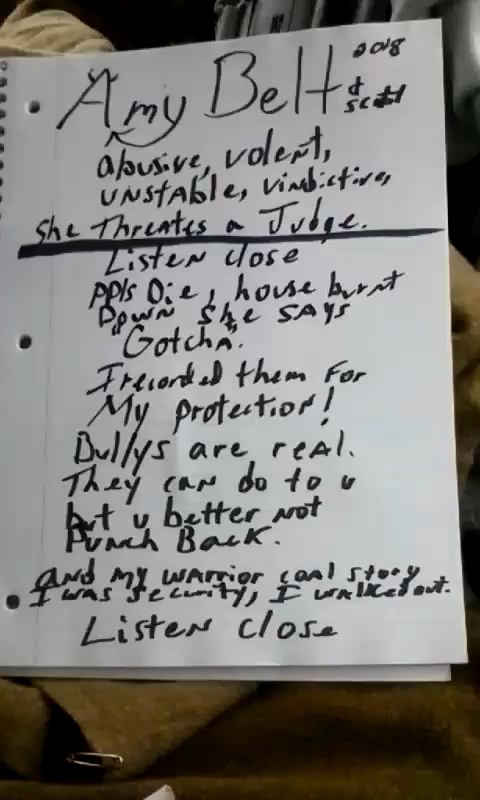 2018
Amy Belt &
abusive, volent,
UNSTABLE, vindictive,
She Threates a Judge.
Listen close
ppls Die, house burnt
Down she says
"Gotcha".
I recorded them for
My protection!
Bullys are real.
They can do to u
but u better not
Punch Back.
and my warrior coal story
I was security, I walked out.
Listen close